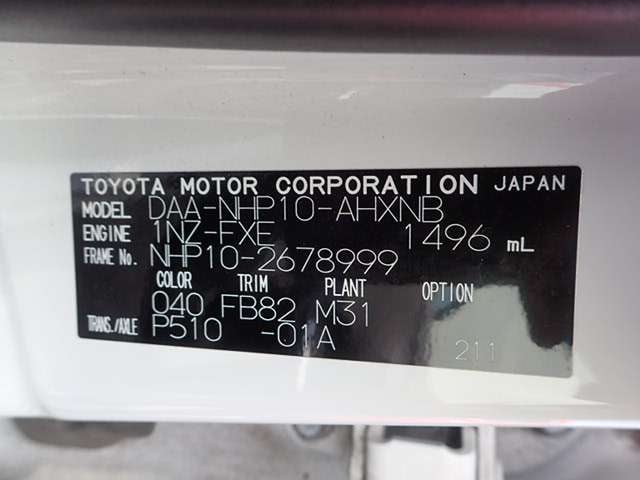 TOYOTA MOTOR CORPORATION JAPAN
MODEL DAA-NHP10-AHXNB
ENGINE 1NZ-FXE 1496 mL
FRAME No. NHP10-2678999
COLOR TRIM PLANT OPTION
040 FB82 M31
TRANS./AXLE P510 -01A
211